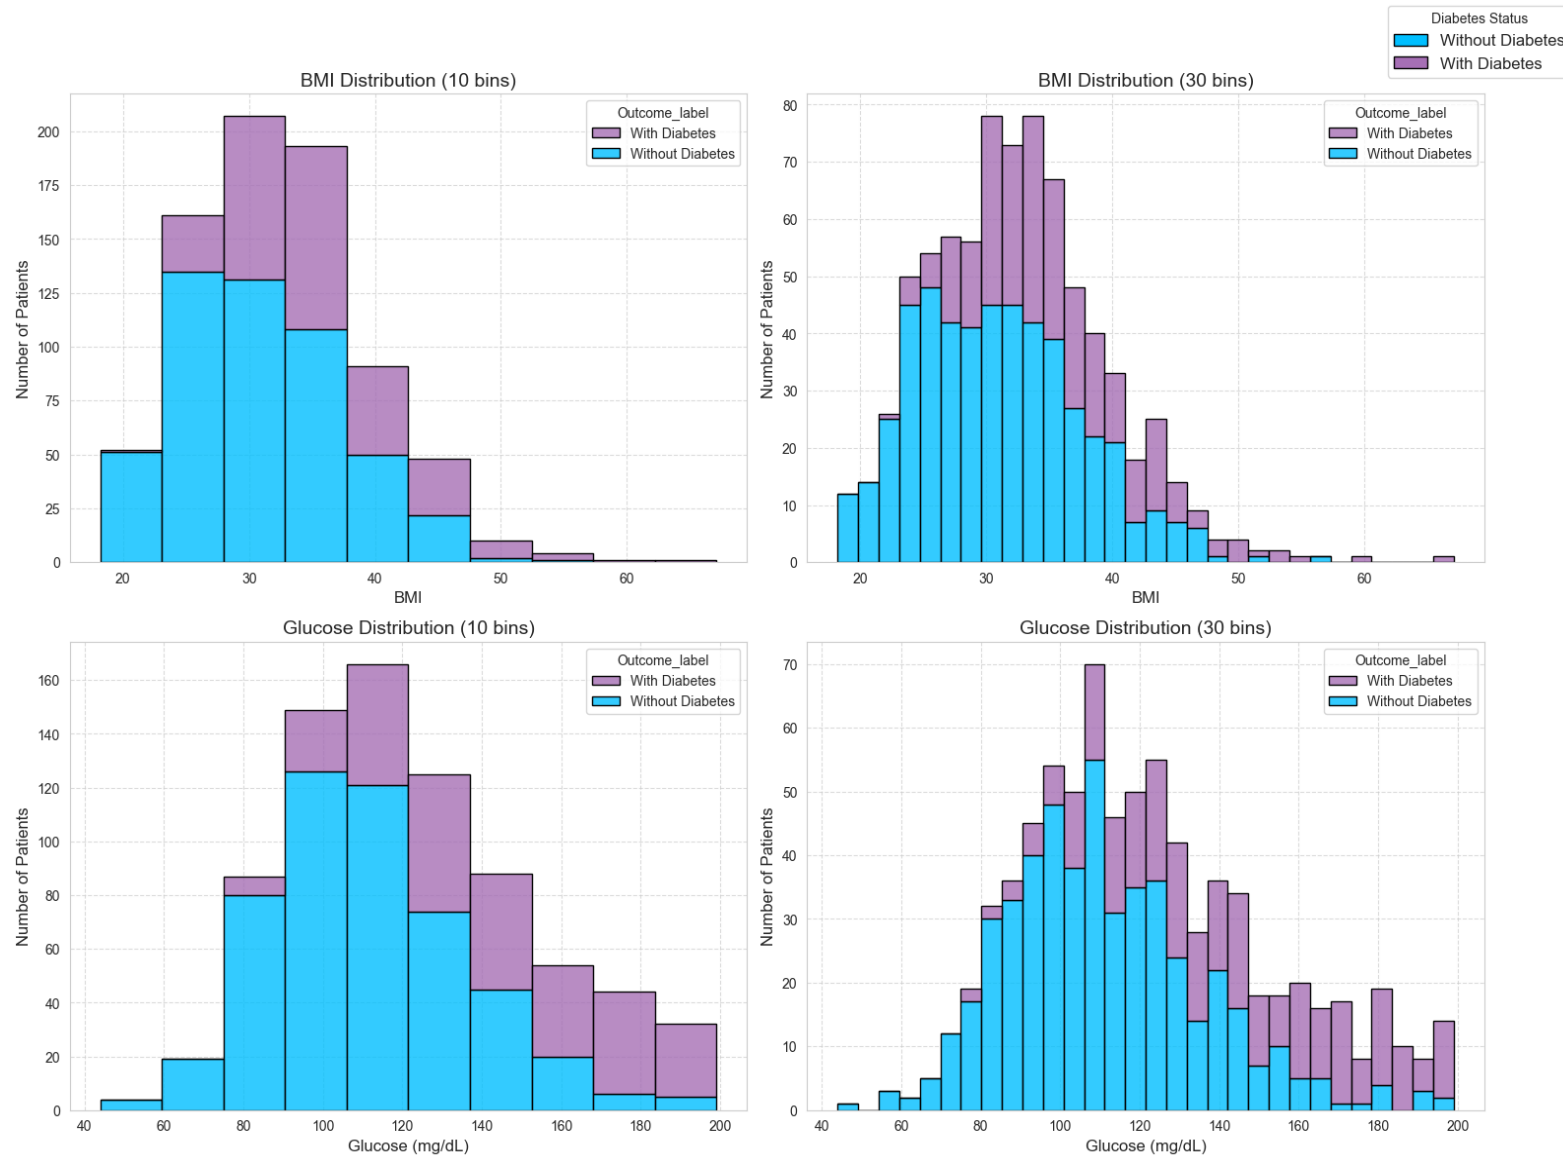 Diabetes Status
Without Diabetes
With Diabetes
BMI Distribution (10 bins)
Number of Patients
200
175
150
125
100
75
50
25
0
20 30 40 50 60
BMI
Outcome_label
With Diabetes
Without Diabetes
BMI Distribution (30 bins)
Number of Patients
80
70
60
50
40
30
20
10
0
20 30 40 50 60
BMI
Outcome_label
With Diabetes
Without Diabetes
Glucose Distribution (10 bins)
Number of Patients
160
140
120
100
80
60
40
20
0
40 60 80 100 120 140 160 180 200
Glucose (mg/dL)
Outcome_label
With Diabetes
Without Diabetes
Glucose Distribution (30 bins)
Number of Patients
70
60
50
40
30
20
10
0
40 60 80 100 120 140 160 180 200
Glucose (mg/dL)
Outcome_label
With Diabetes
Without Diabetes